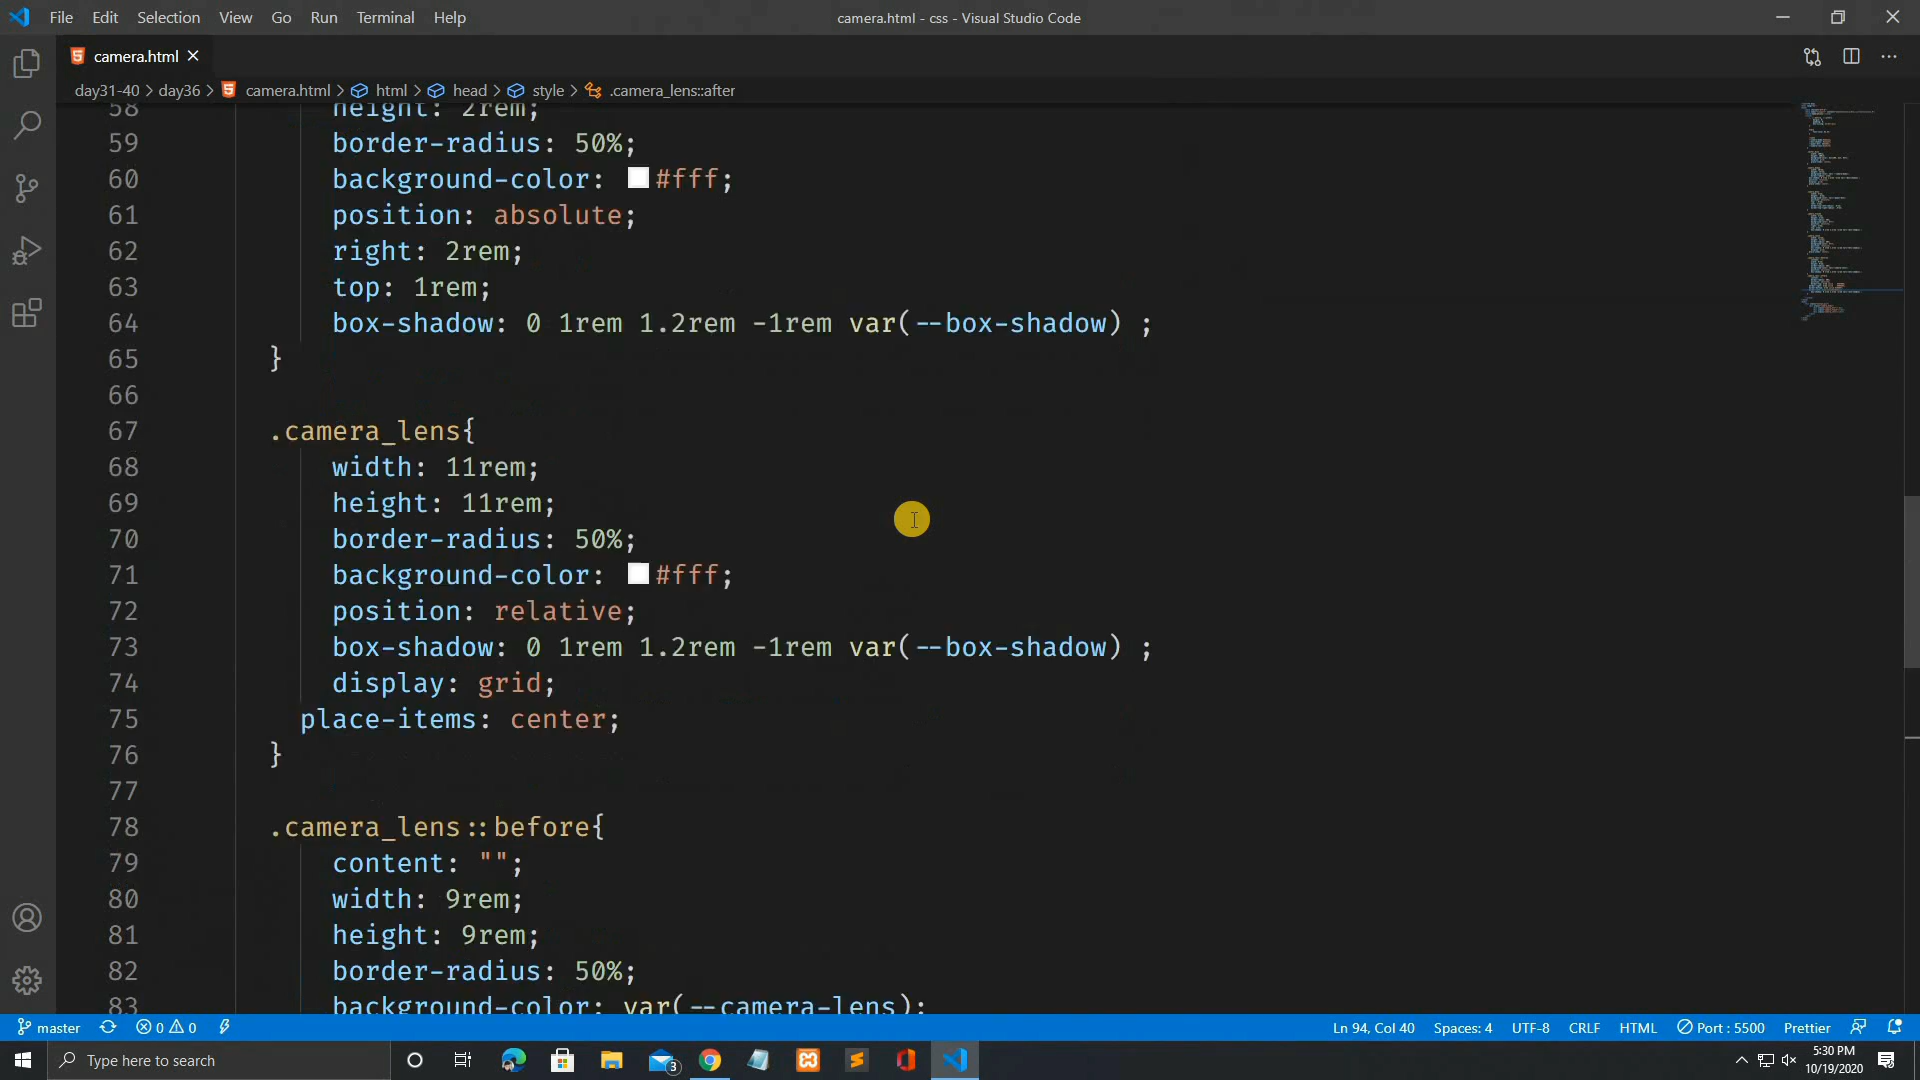 File Edit Selection View Go Run Terminal Help
camera.html - css - Visual Studio Code
camera.html
day31-40 > day36 > camera.html > html > head > style > .camera_lens::after
58 height: 2rem;
59 border-radius: 50%;
60 background-color: #fff;
61 position: absolute;
62 right: 2rem;
63 top: 1rem;
64 box-shadow: 0 1rem 1.2rem -1rem var(--box-shadow) ;
65 }
66
67 .camera_lens{
68 width: 11rem;
69 height: 11rem;
70 border-radius: 50%;
71 background-color: #fff;
72 position: relative;
73 box-shadow: 0 1rem 1.2rem -1rem var(--box-shadow) ;
74 display: grid;
75 place-items: center;
76 }
77
78 .camera_lens::before{
79 content: "";
80 width: 9rem;
81 height: 9rem;
82 border-radius: 50%;
83 background-color: var(--camera-lens);
master 0 0 Ln 94, Col 40 Spaces: 4 UTF-8 CRLF HTML Port : 5500 Prettier
Type here to search
3
5:30 PM
10/19/2020